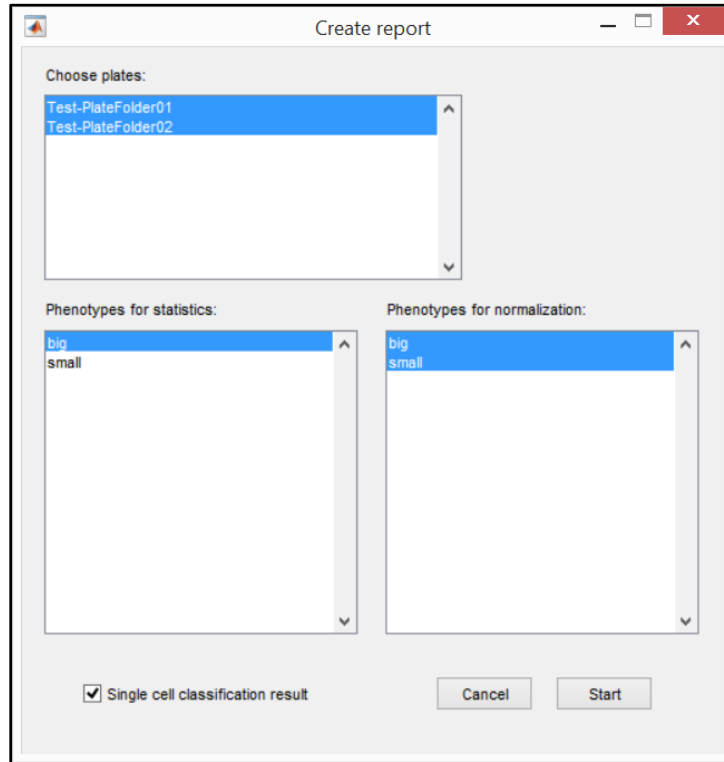 Create report
Choose plates:
Test-PlateFolder01
Test-PlateFolder02
Phenotypes for statistics:
big
small
Phenotypes for normalization:
big
small
Single cell classification result
Cancel
Start